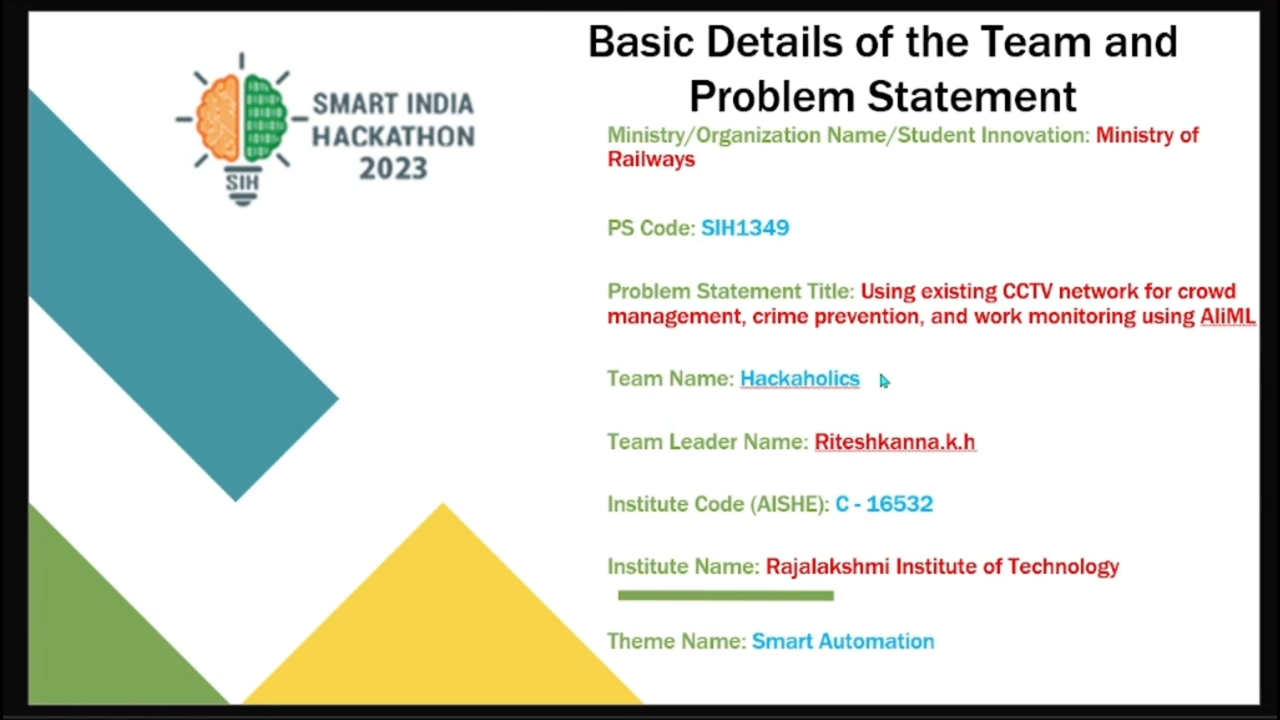 Basic Details of the Team and
Problem Statement
SMART INDIA
HACKATHON
2023
SIH
Ministry/Organization Name/Student Innovation: Ministry of
Railways
PS Code: SIH1349
Problem Statement Title: Using existing CCTV network for crowd
management, crime prevention, and work monitoring using AliML
Team Name: Hackaholics
Team Leader Name: Riteshkanna.k.h
Institute Code (AISHE): C - 16532
Institute Name: Rajalakshmi Institute of Technology
Theme Name: Smart Automation